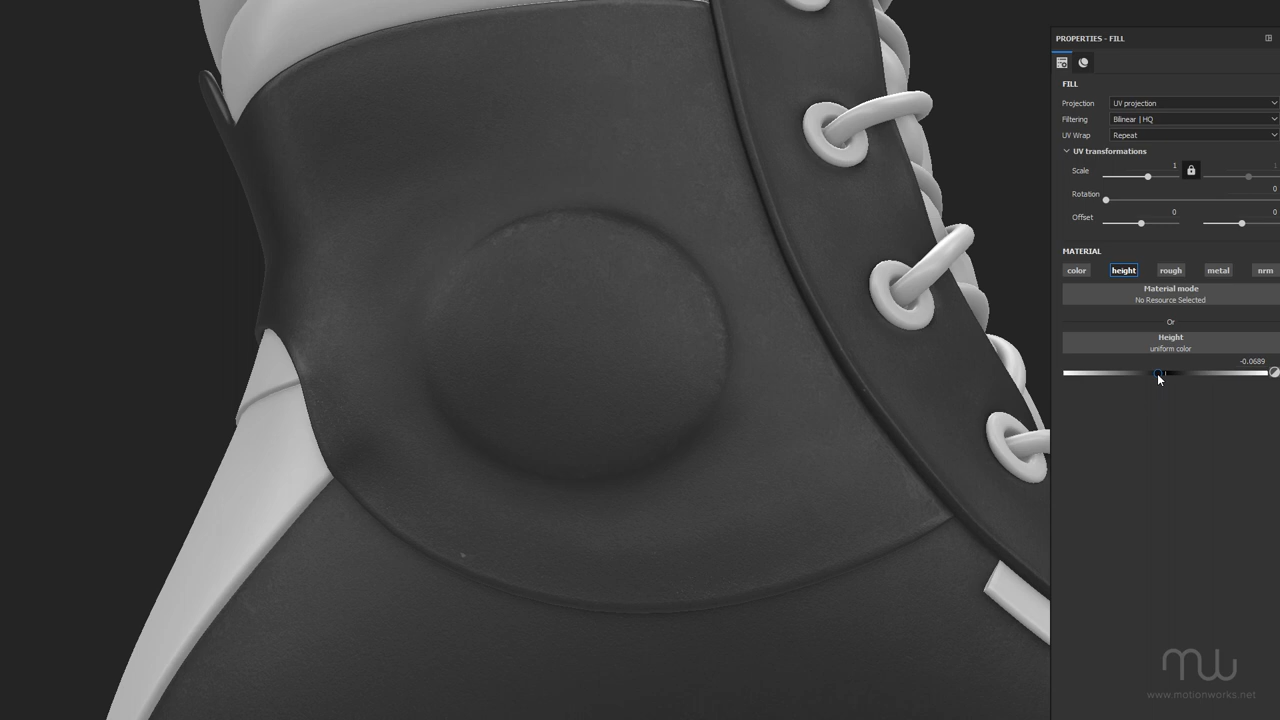 PROPERTIES - FILL
FILL
Projection UV projection
Filtering Bilinear | HQ
UV Wrap Repeat
UV transformations
Scale 1
Rotation 0
Offset 0 0
MATERIAL
color height rough metal nrm
Material mode
No Resource Selected
Or
Height
uniform color
-0.0689
mw
www.motionworks.net